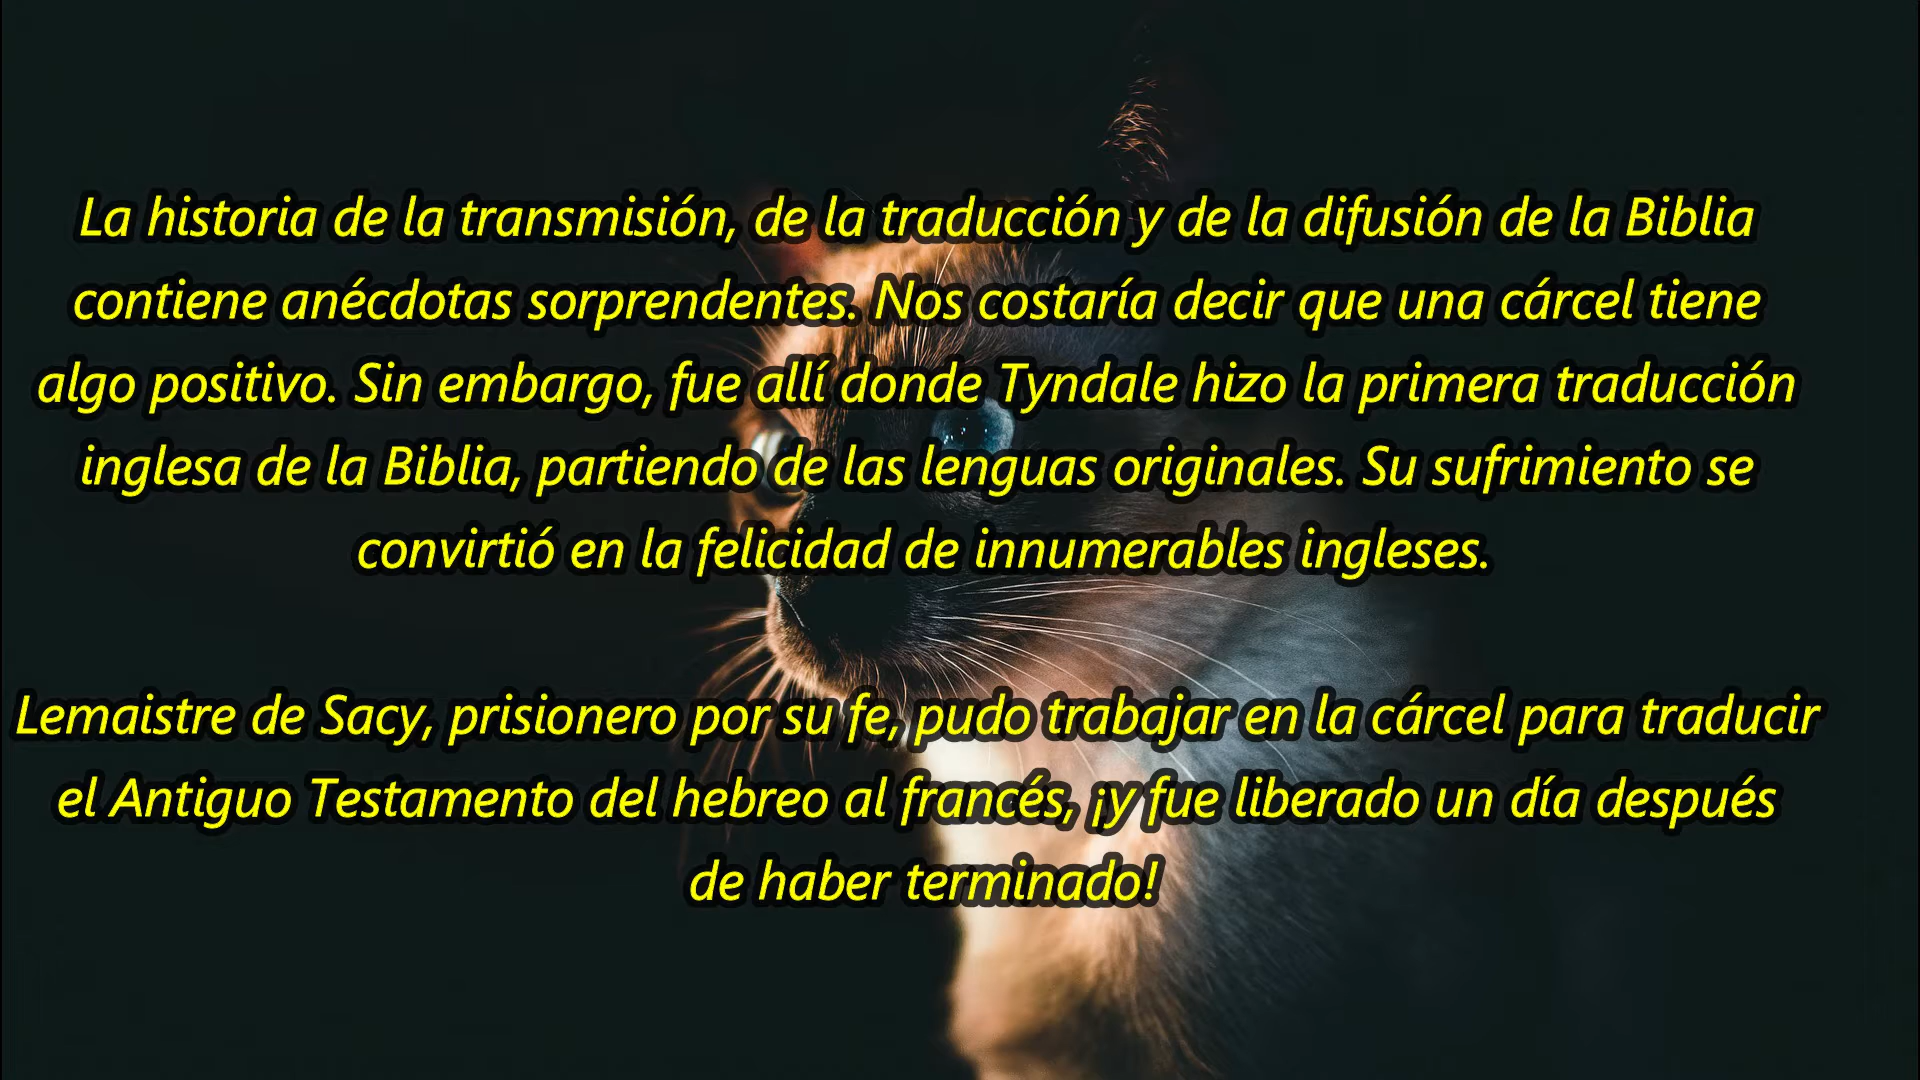 La historia de la transmisión, de la traducción y de la difusión de la Biblia
contiene anécdotas sorprendentes. Nos costaría decir que una cárcel tiene
algo positivo. Sin embargo, fue allí donde Tyndale hizo la primera traducción
inglesa de la Biblia, partiendo de las lenguas originales. Su sufrimiento se
convirtió en la felicidad de innumerables ingleses.
Lemaistre de Sacy, prisionero por su fe, pudo trabajar en la cárcel para traducir
el Antiguo Testamento del hebreo al francés, ¡y fue liberado un día después
de haber terminado!